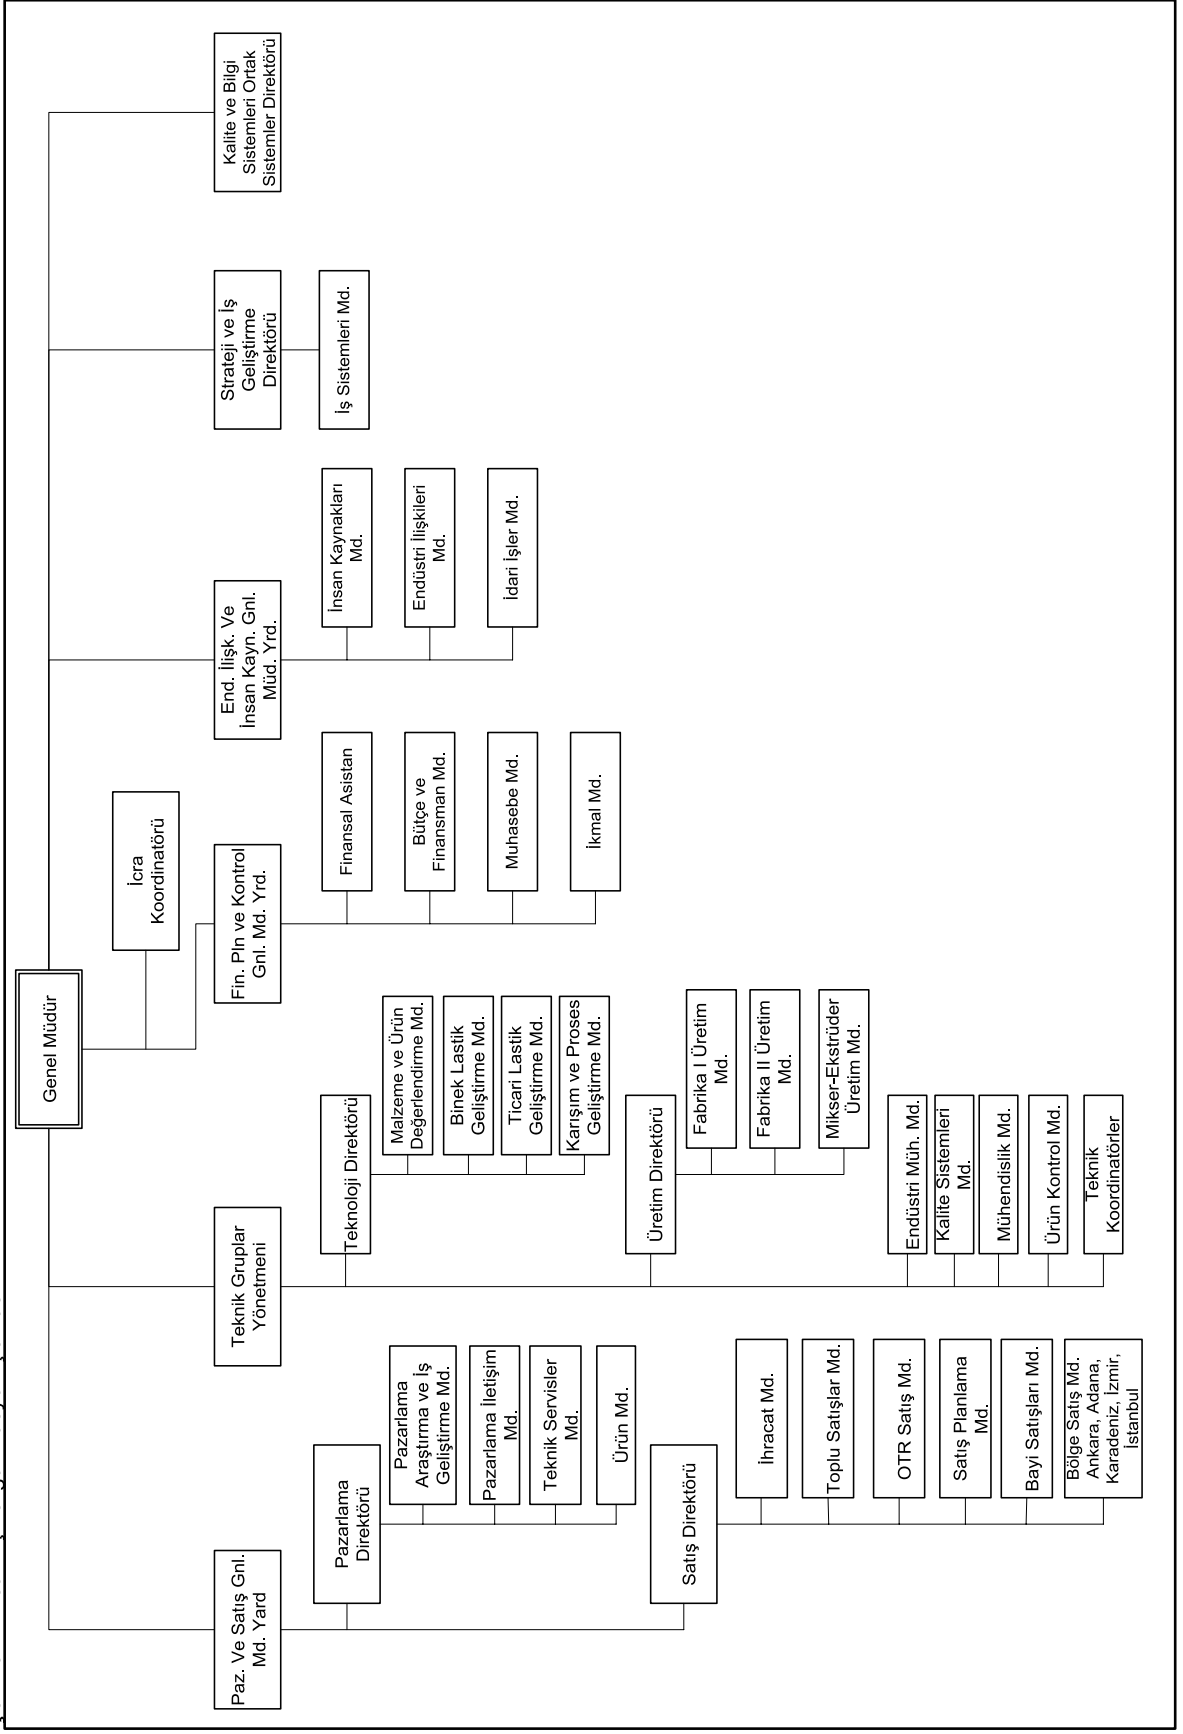 Genel Müdür
İcra
Koordinatörü
Paz. Ve Satış Gnl.
Md. Yard
Teknik Gruplar
Yönetmeni
Fin. Pln ve Kontrol
Gnl. Md. Yrd.
End. İlişk. Ve
İnsan Kayn. Gnl.
Müd. Yrd.
Strateji ve İş
Geliştirme
Direktörü
Kalite ve Bilgi
Sistemleri Ortak
Sistemler Direktörü
Pazarlama
Direktörü
Pazarlama
Araştırma ve İş
Geliştirme Md.
Pazarlama İletişim
Md.
Teknik Servisler
Md.
Ürün Md.
Satış Direktörü
İhracat Md.
Toplu Satışlar Md.
OTR Satış Md.
Satış Planlama
Md.
Bayi Satışları Md.
Bölge Satış Md.
Ankara, Adana,
Karadeniz, İzmir,
İstanbul
Teknoloji Direktörü
Malzeme ve Ürün
Değerlendirme Md.
Binek Lastik
Geliştirme Md.
Ticari Lastik
Geliştirme Md.
Karışım ve Proses
Geliştirme Md.
Üretim Direktörü
Fabrika I Üretim
Md.
Fabrika II Üretim
Md.
Mikser-Ekstrüder
Üretim Md.
Endüstri Müh. Md.
Kalite Sistemleri
Md.
Mühendislik Md.
Ürün Kontrol Md.
Teknik
Koordinatörler
Finansal Asistan
Bütçe ve
Finansman Md.
Muhasebe Md.
İkmal Md.
İnsan Kaynakları
Md.
Endüstri İlişkileri
Md.
İdari İşler Md.
İş Sistemleri Md.